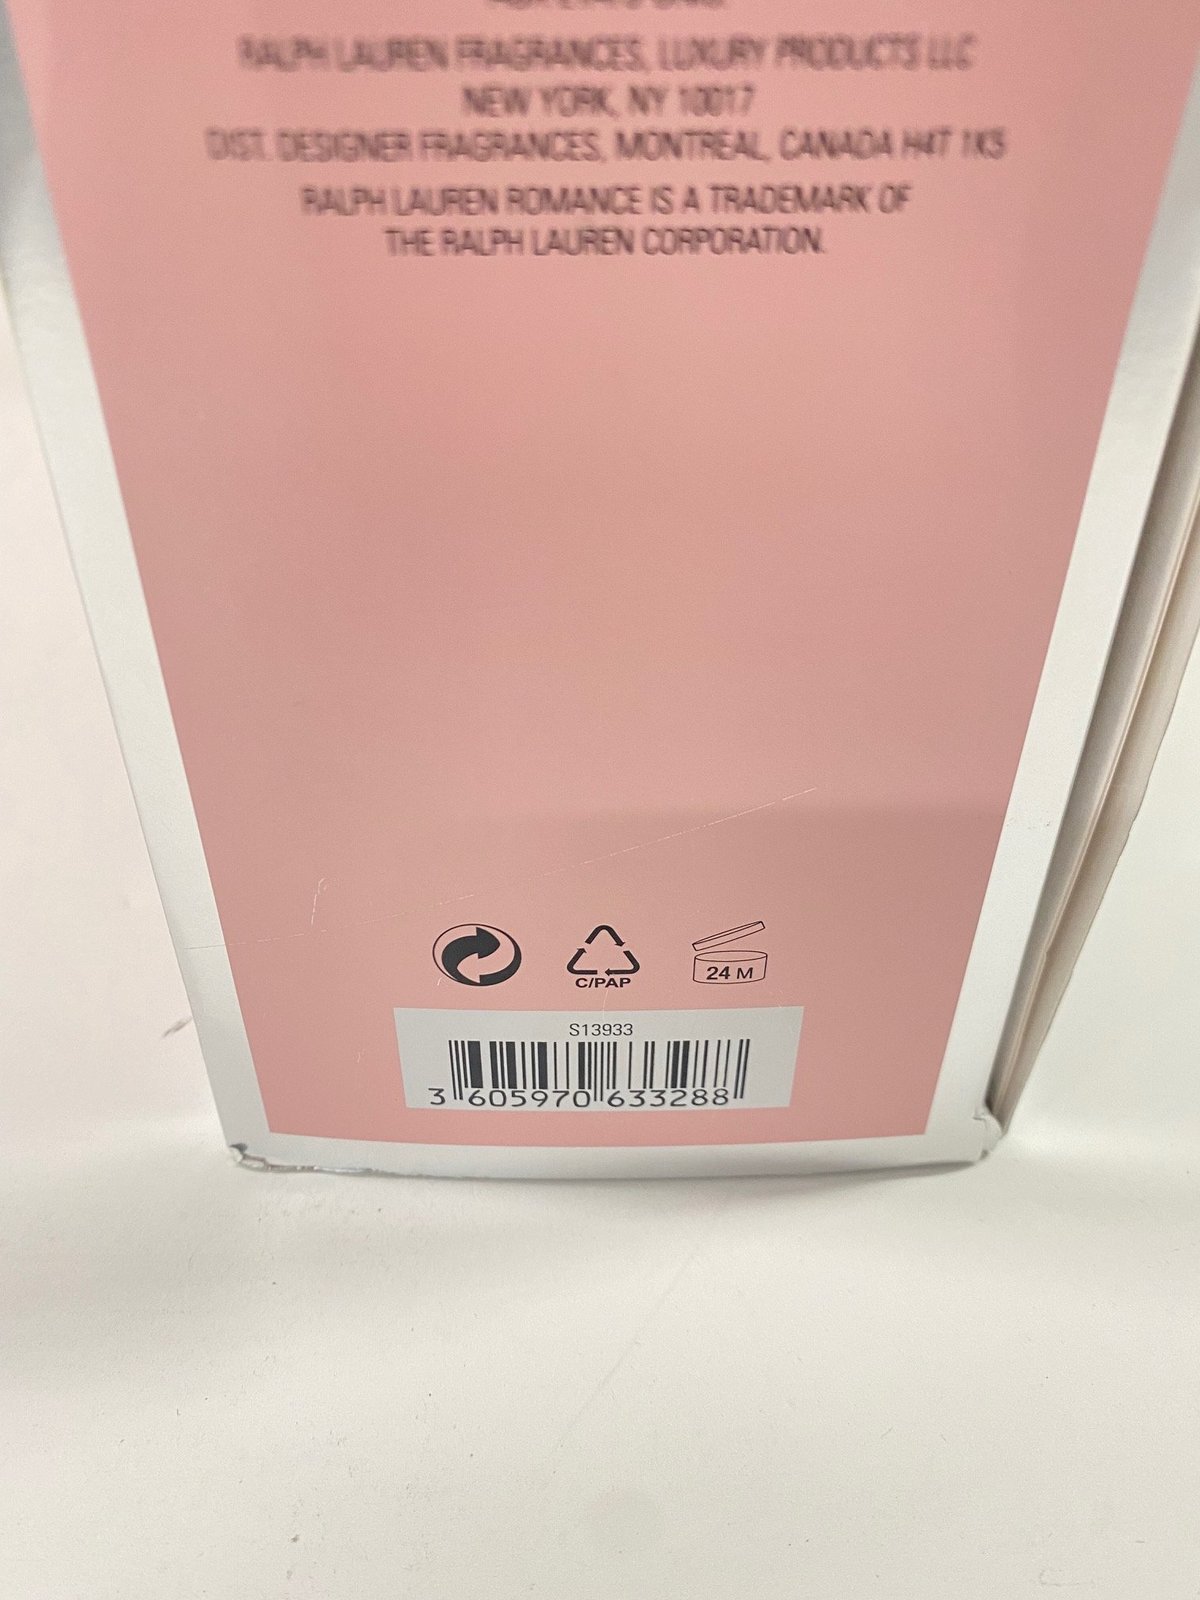 RALPH LAUREN FRAGRANCES, LUXURY PRODUCTS LLC
NEW YORK, NY 10017
DIST. DESIGNER FRAGRANCES, MONTREAL, CANADA H4T 1K5
RALPH LAUREN ROMANCE IS A TRADEMARK OF
THE RALPH LAUREN CORPORATION.
C/PAP
24 M
S13933
3 605970 633288